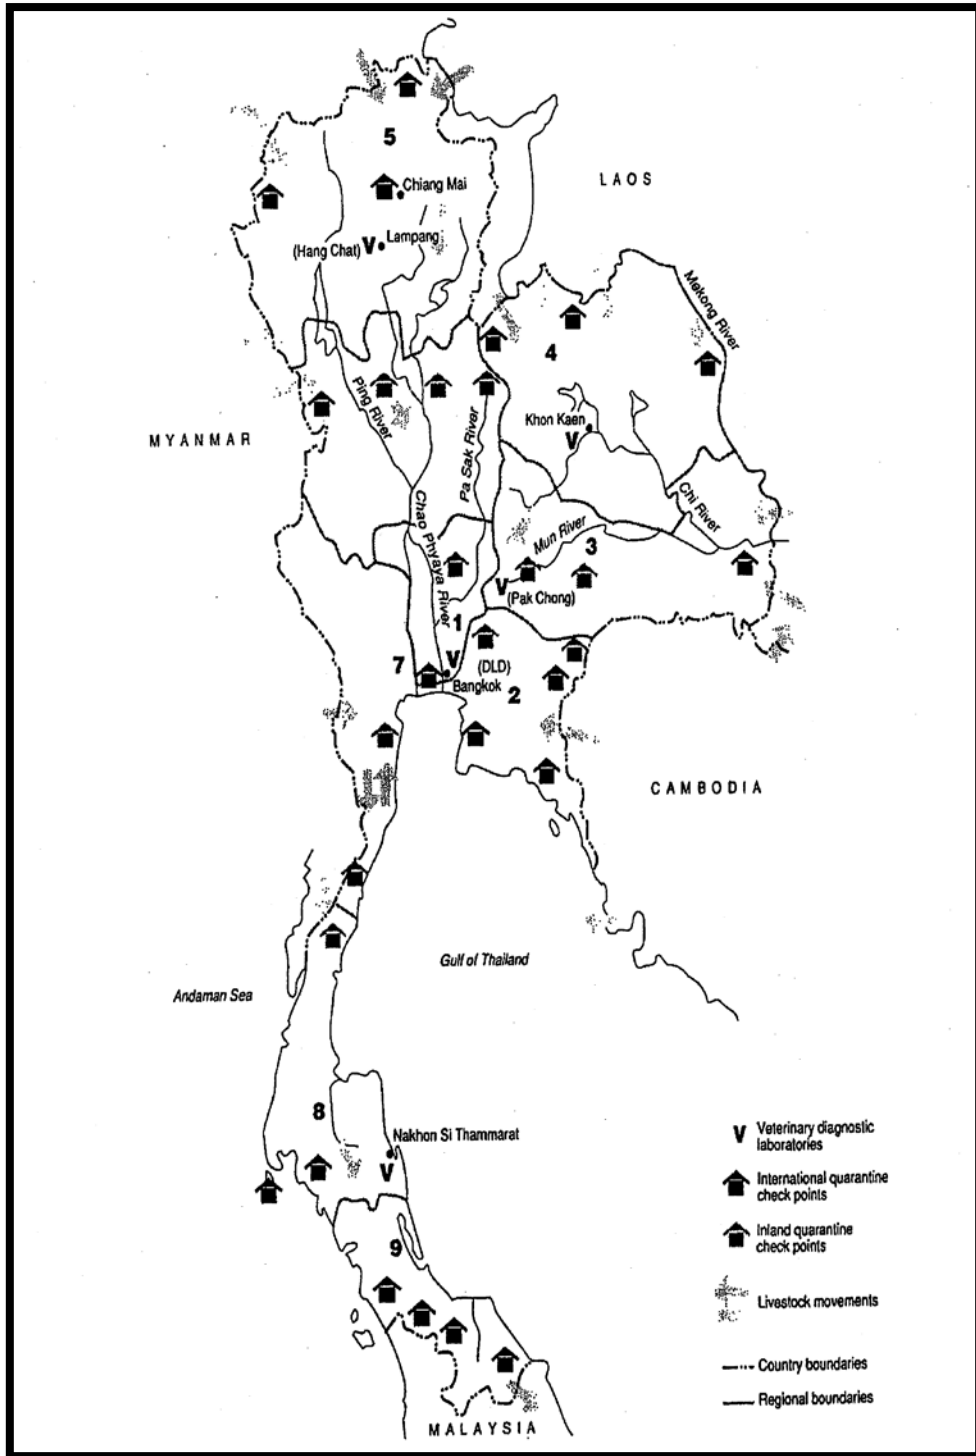 5
LAOS
Chiang Mai
Lampang
(Hang Chat) V
Mekong River
4
Ping River
Khon Kaen
V
MYANMAR
Pa Sak River
Chao Phyaya River
Chi River
Mun River
3
V
(Pak Chong)
1
7
V
(DLD)
Bangkok
2
CAMBODIA
Gulf of Thailand
Andaman Sea
8
Nakhon Si Thammarat
V
9
MALAYSIA
V Veterinary diagnostic
laboratories
International quarantine
check points
Inland quarantine
check points
Livestock movements
Country boundaries
Regional boundaries